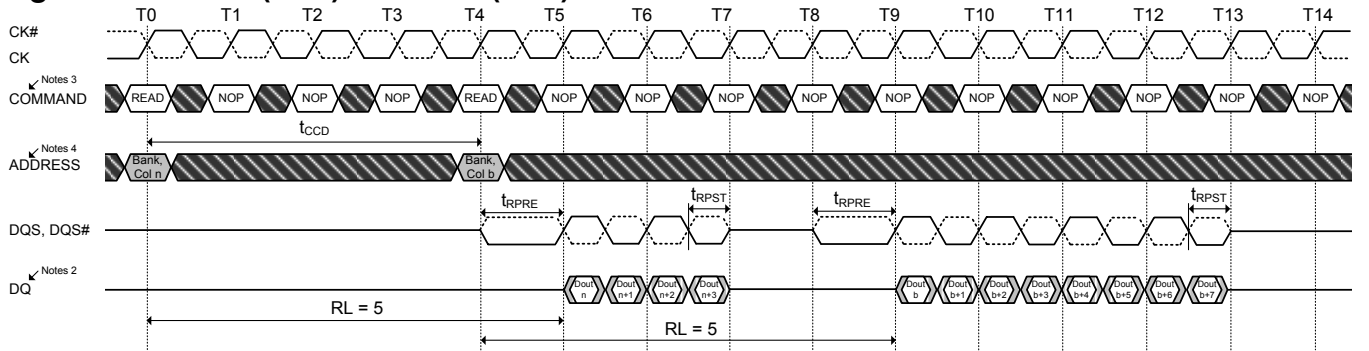 T0 T1 T2 T3 T4 T5 T6 T7 T8 T9 T10 T11 T12 T13 T14
CK#
CK
Notes 3
COMMAND READ NOP NOP NOP READ NOP NOP NOP NOP NOP NOP NOP NOP NOP NOP
tCCD
Notes 4
ADDRESS
Bank, Col n
Bank, Col b
tRPRE tRPST tRPRE tRPST
DQS, DQS#
Notes 2
DQ
Dout n
Dout n+1
Dout n+2
Dout n+3
Dout b
Dout b+1
Dout b+2
Dout b+3
Dout b+4
Dout b+5
Dout b+6
Dout b+7
RL = 5
RL = 5